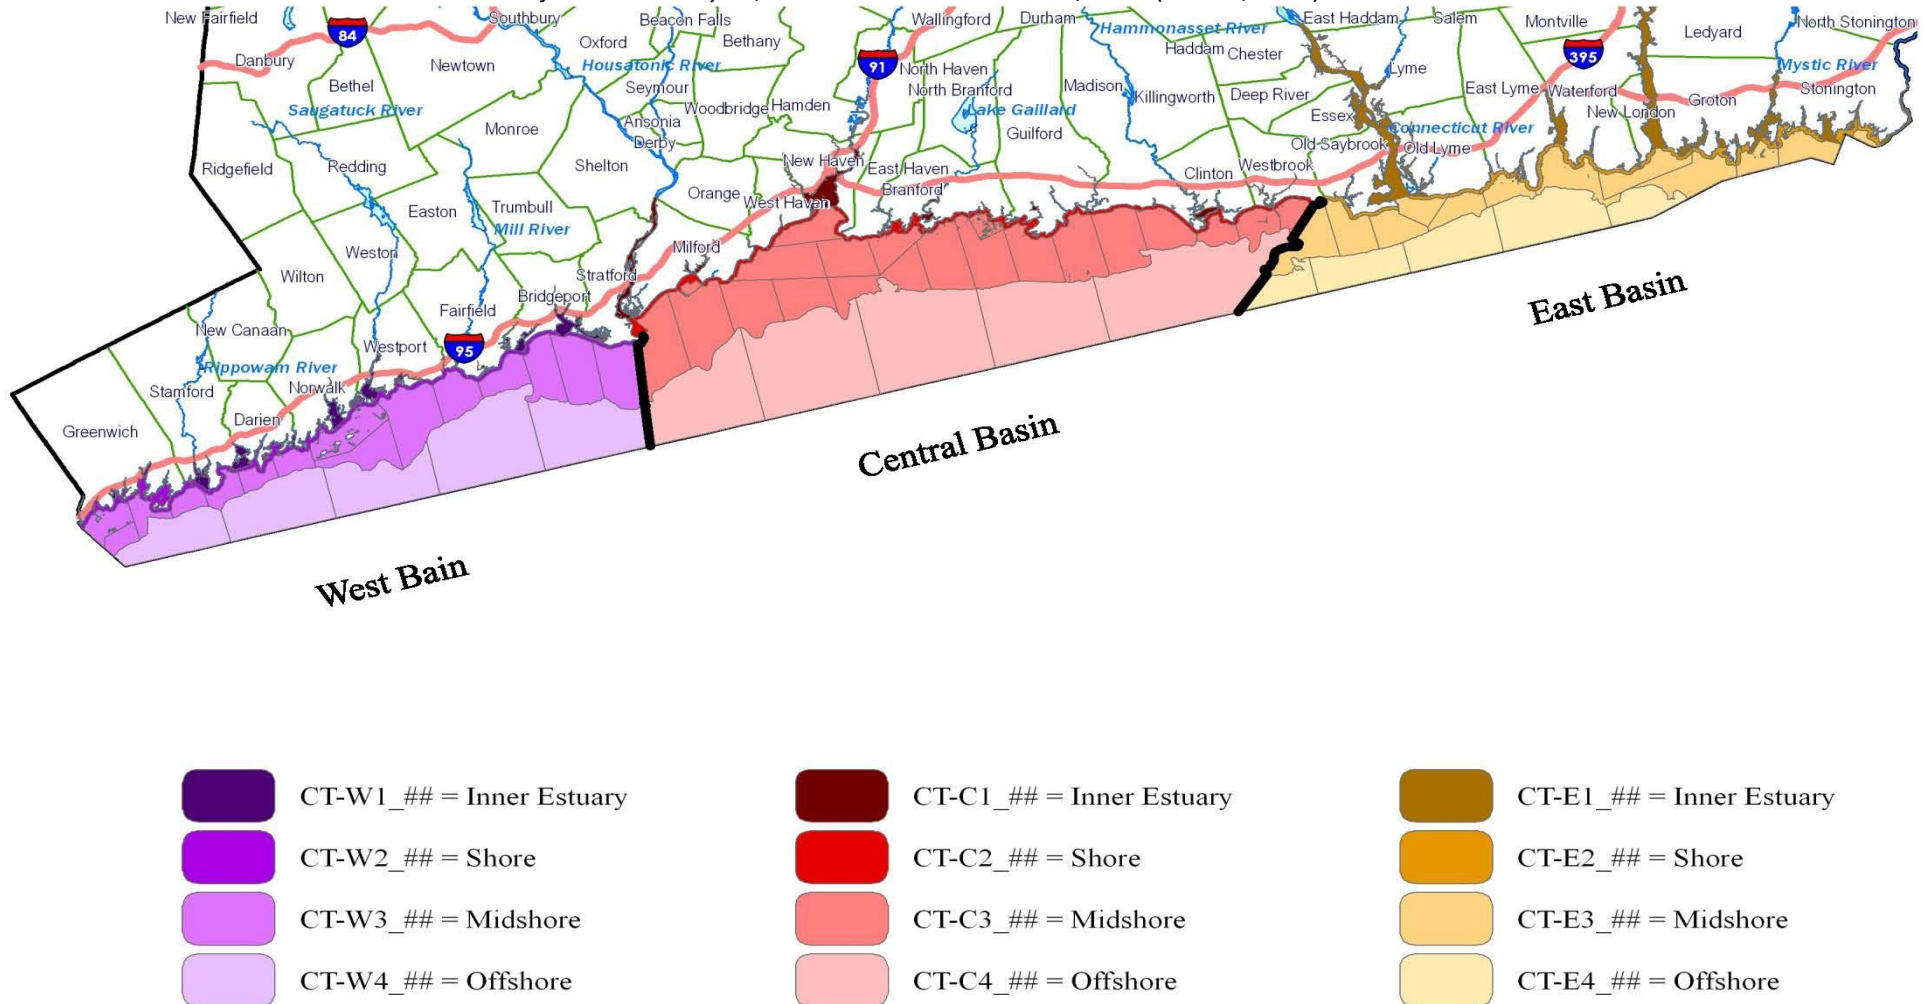 New Fairfield
Southbury
Beacon Falls
Wallingford
Durham
Hammonasset River
East Haddam
Salem
Montville
North Stonington
84
Oxford
Bethany
Haddam
Chester
395
Ledyard
Danbury
Newtown
Housatonic River
91
North Haven
Lyme
Mystic River
Bethel
Seymour
North Branford
Madison
Killingworth
Deep River
East Lyme
Waterford
Groton
Stonington
Saugatuck River
Woodbridge
Hamden
Lake Gaillard
Essex
New London
Monroe
Ansonia
Guilford
Connecticut River
Derby
Old Saybrook
Old Lyme
Ridgefield
Redding
Shelton
New Haven
East Haven
Clinton
Westbrook
Orange
Branford
West Haven
Easton
Trumbull
Mill River
Weston
Milford
Wilton
Stratford
Bridgeport
Fairfield
New Canaan
Westport
95
Rippowam River
Stamford
Norwalk
Darien
Greenwich
East Basin
Central Basin
West Bain
CT-W1_## = Inner Estuary
CT-C1_## = Inner Estuary
CT-E1_## = Inner Estuary
CT-W2_## = Shore
CT-C2_## = Shore
CT-E2_## = Shore
CT-W3_## = Midshore
CT-C3_## = Midshore
CT-E3_## = Midshore
CT-W4_## = Offshore
CT-C4_## = Offshore
CT-E4_## = Offshore